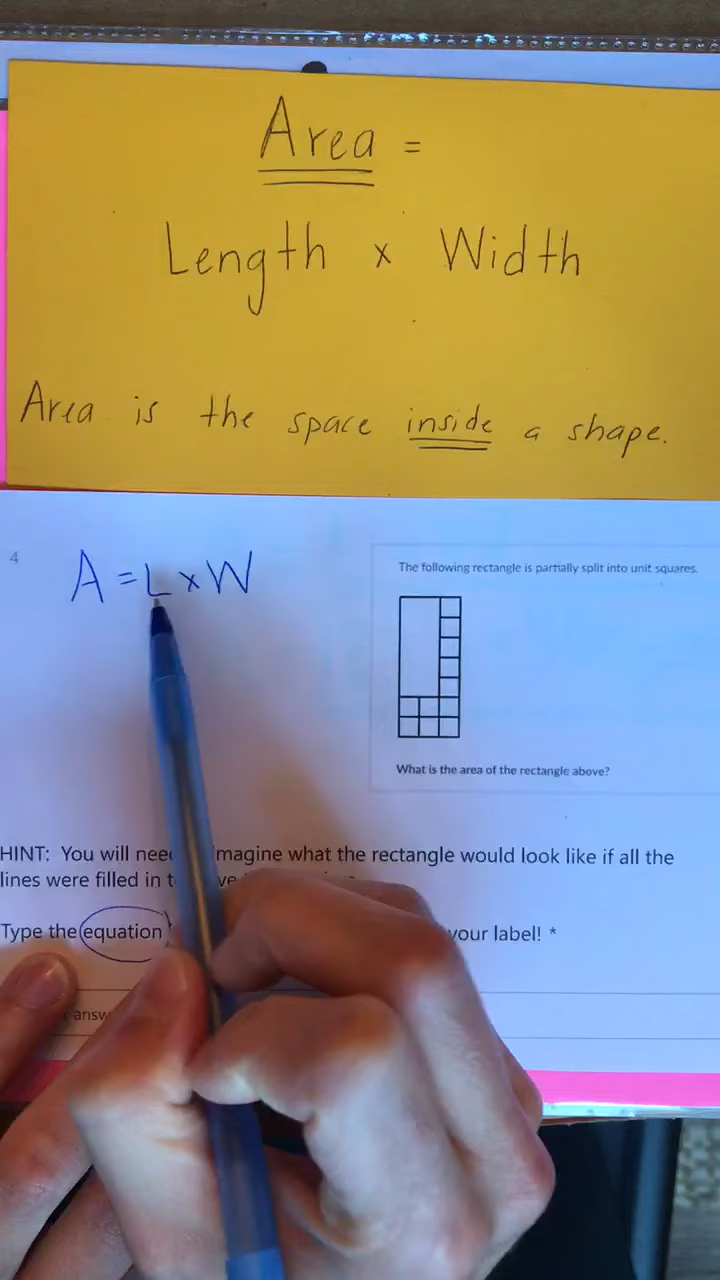 Area =
Length x Width
Area is the space inside a shape.
4
A = L x W
The following rectangle is partially split into unit squares.
What is the area of the rectangle above?
HINT: You will imagine what the rectangle would look like if all the
lines were filled in
Type the equation your label! *